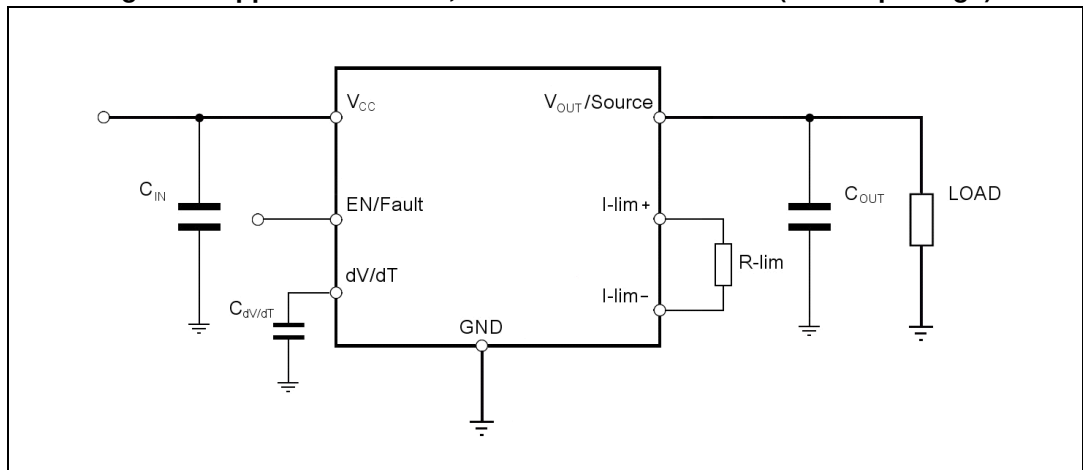 V_CC
V_OUT/Source
C_IN
EN/Fault
I-lim+
C_OUT
LOAD
R-lim
dV/dT
I-lim-
C_dV/dT
GND